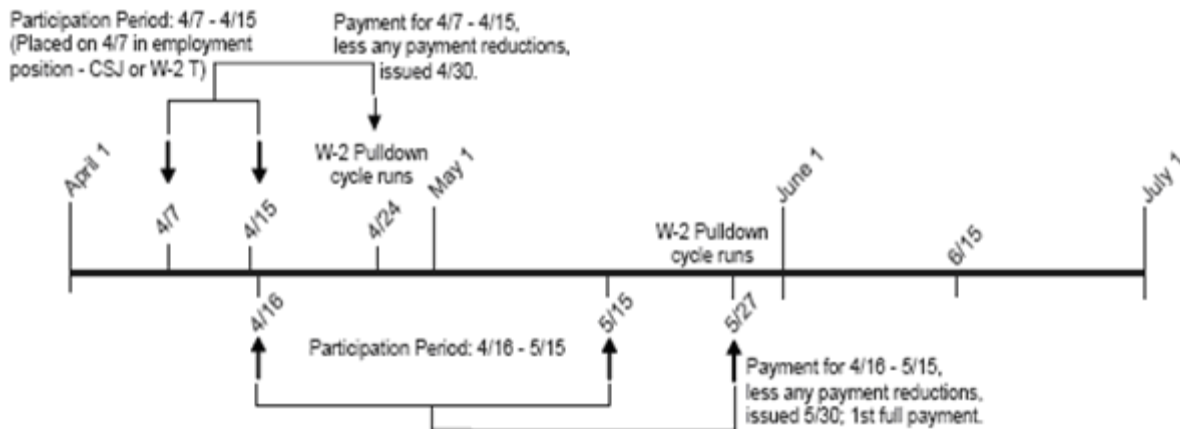 Participation Period: 4/7 - 4/15
(Placed on 4/7 in employment
position - CSJ or W-2 T)
Payment for 4/7 - 4/15,
less any payment reductions,
issued 4/30.
April 1
4/7
4/15
W-2 Pulldown
cycle runs
4/24
May 1
W-2 Pulldown
cycle runs
June 1
6/15
July 1
4/16
5/15
5/27
Participation Period: 4/16 - 5/15
Payment for 4/16 - 5/15,
less any payment reductions,
issued 5/30; 1st full payment.